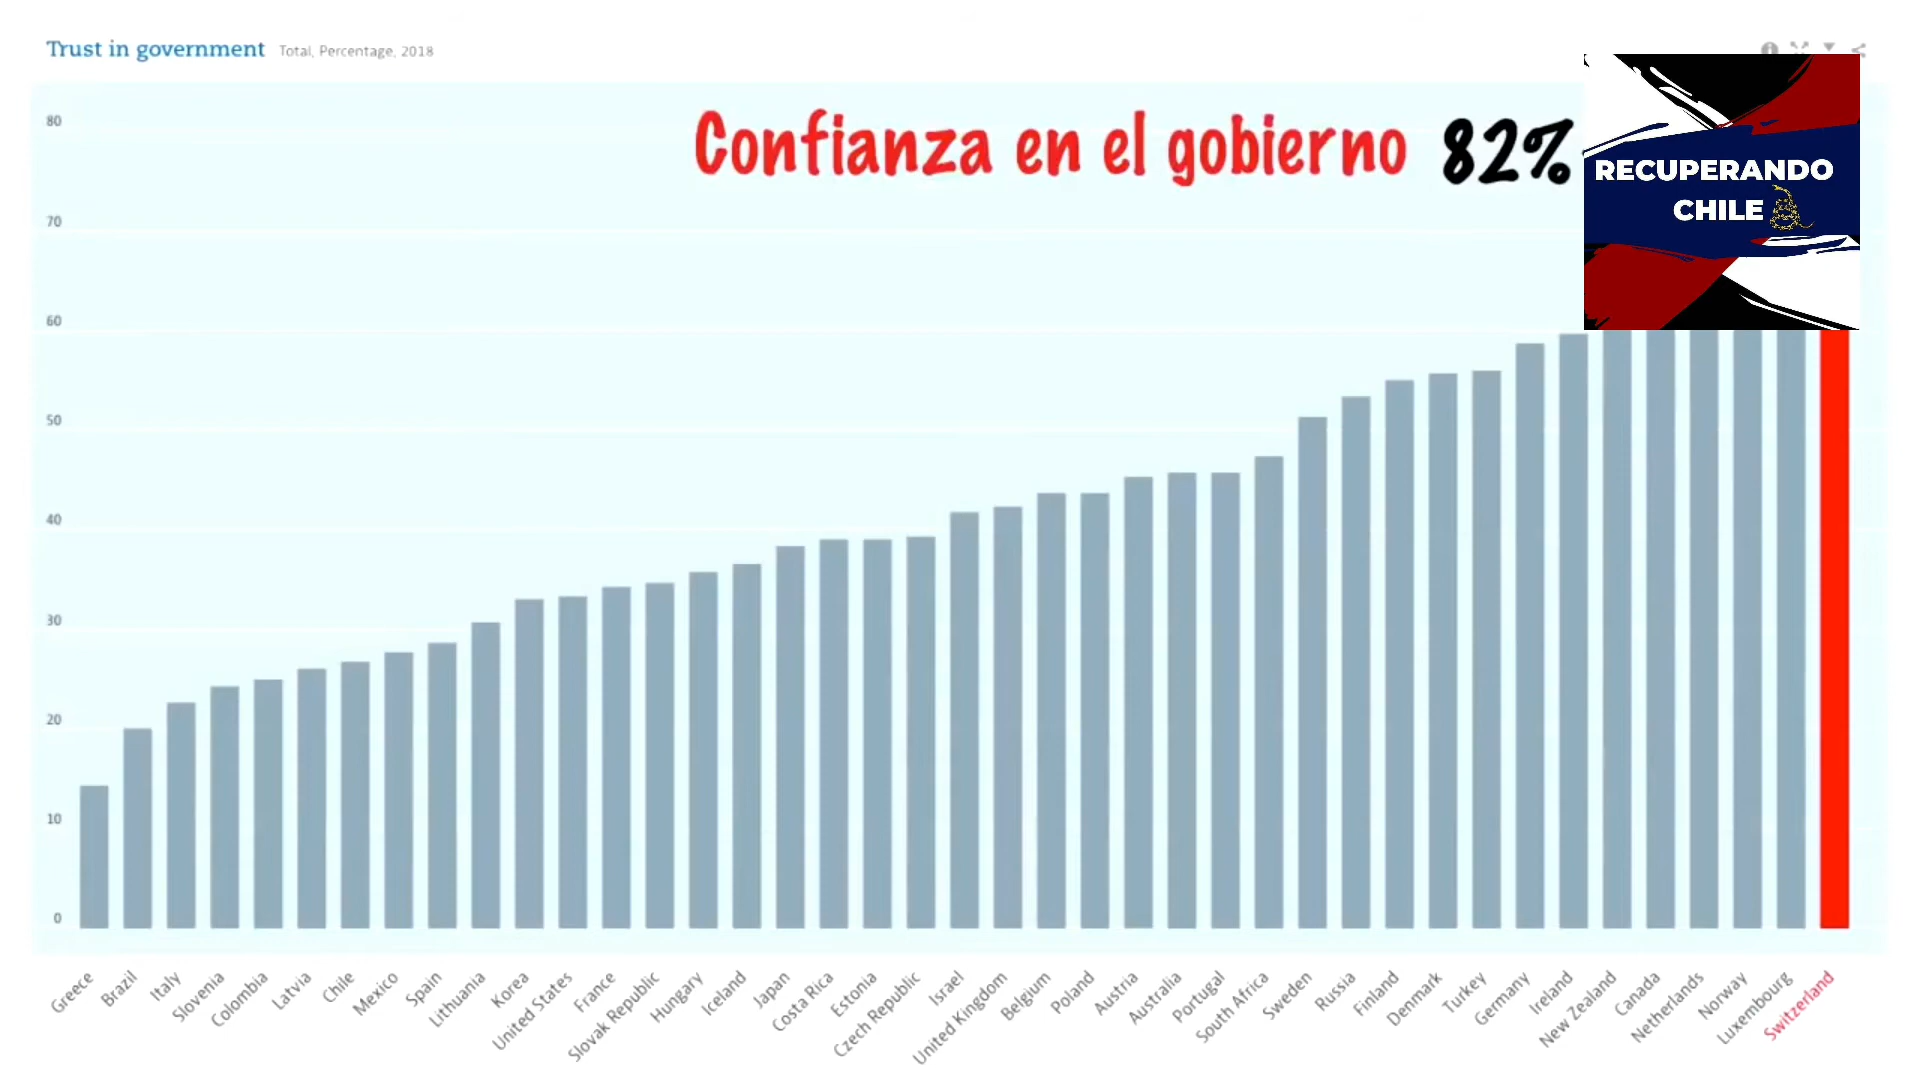 Trust in government Total, Percentage, 2018
Confianza en el gobierno 82%
RECUPERANDO
CHILE
80
70
60
50
40
30
20
10
0
Greece
Brazil
Italy
Slovenia
Colombia
Latvia
Chile
Mexico
Spain
Lithuania
Korea
United States
France
Slovak Republic
Hungary
Iceland
Japan
Costa Rica
Estonia
Czech Republic
Israel
United Kingdom
Belgium
Poland
Austria
Australia
Portugal
South Africa
Sweden
Russia
Finland
Denmark
Turkey
Germany
Ireland
New Zealand
Canada
Netherlands
Norway
Luxembourg
Switzerland